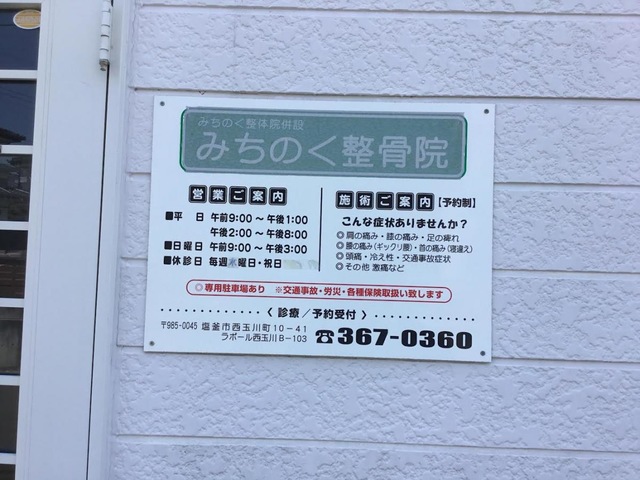 みちのく整体院併設
みちのく整骨院
営業ご案内
■平　日 午前9:00～午後1:00
午後2:00～午後8:00
■日曜日 午前9:00～午後3:00
■休診日 毎週水曜日・祝日
施術ご案内【予約制】
こんな症状ありませんか？
◎肩の痛み・膝の痛み・足の痺れ
◎腰の痛み（ギックリ腰）・首の痛み（寝違え）
◎頭痛・冷え性・交通事故症状
◎その他 激痛など
◎専用駐車場あり ※交通事故・労災・各種保険取扱い致します
〈 診療／予約受付 〉
〒985-0045 塩釜市西玉川町10－41
ラポール西玉川B－103
☎367-0360